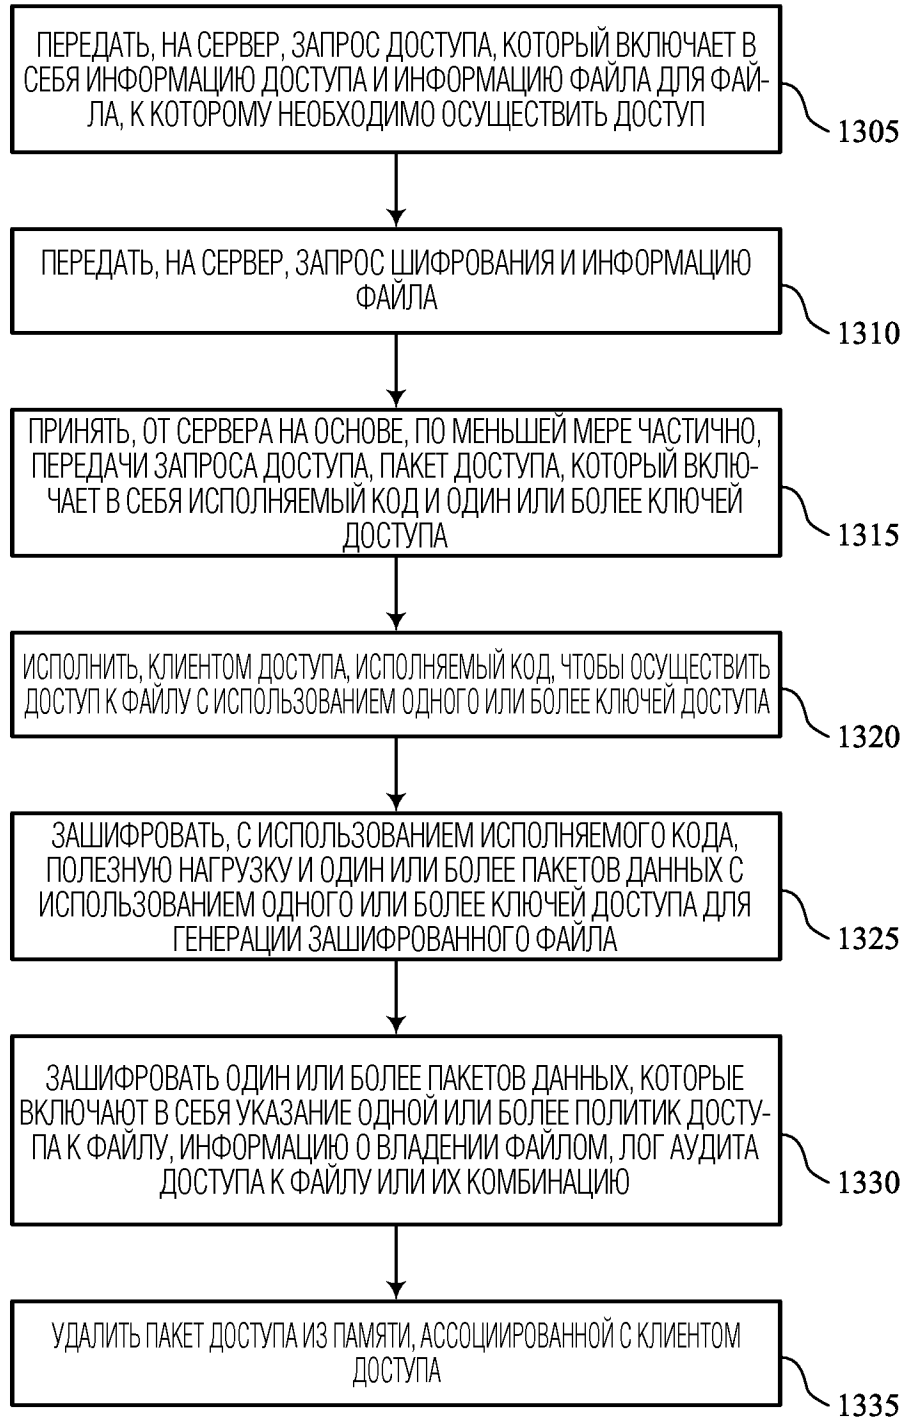 ПЕРЕДАТЬ, НА СЕРВЕР, ЗАПРОС ДОСТУПА, КОТОРЫЙ ВКЛЮЧАЕТ В
СЕБЯ ИНФОРМАЦИЮ ДОСТУПА И ИНФОРМАЦИЮ ФАЙЛА ДЛЯ ФАЙ-
ЛА, К КОТОРОМУ НЕОБХОДИМО ОСУЩЕСТВИТЬ ДОСТУП
1305
ПЕРЕДАТЬ, НА СЕРВЕР, ЗАПРОС ШИФРОВАНИЯ И ИНФОРМАЦИЮ
ФАЙЛА
1310
ПРИНЯТЬ, ОТ СЕРВЕРА НА ОСНОВЕ, ПО МЕНЬШЕЙ МЕРЕ ЧАСТИЧНО,
ПЕРЕДАЧИ ЗАПРОСА ДОСТУПА, ПАКЕТ ДОСТУПА, КОТОРЫЙ ВКЛЮ-
ЧАЕТ В СЕБЯ ИСПОЛНЯЕМЫЙ КОД И ОДИН ИЛИ БОЛЕЕ КЛЮЧЕЙ
ДОСТУПА
1315
ИСПОЛНИТЬ, КЛИЕНТОМ ДОСТУПА, ИСПОЛНЯЕМЫЙ КОД, ЧТОБЫ ОСУЩЕСТВИТЬ
ДОСТУП К ФАЙЛУ С ИСПОЛЬЗОВАНИЕМ ОДНОГО ИЛИ БОЛЕЕ КЛЮЧЕЙ ДОСТУПА
1320
ЗАШИФРОВАТЬ, С ИСПОЛЬЗОВАНИЕМ ИСПОЛНЯЕМОГО КОДА,
ПОЛЕЗНУЮ НАГРУЗКУ И ОДИН ИЛИ БОЛЕЕ ПАКЕТОВ ДАННЫХ С
ИСПОЛЬЗОВАНИЕМ ОДНОГО ИЛИ БОЛЕЕ КЛЮЧЕЙ ДОСТУПА ДЛЯ
ГЕНЕРАЦИИ ЗАШИФРОВАННОГО ФАЙЛА
1325
ЗАШИФРОВАТЬ ОДИН ИЛИ БОЛЕЕ ПАКЕТОВ ДАННЫХ, КОТОРЫЕ
ВКЛЮЧАЮТ В СЕБЯ УКАЗАНИЕ ОДНОЙ ИЛИ БОЛЕЕ ПОЛИТИК ДОСТУ-
ПА К ФАЙЛУ, ИНФОРМАЦИЮ О ВЛАДЕНИИ ФАЙЛОМ, ЛОГ АУДИТА
ДОСТУПА К ФАЙЛУ ИЛИ ИХ КОМБИНАЦИЮ
1330
УДАЛИТЬ ПАКЕТ ДОСТУПА ИЗ ПАМЯТИ, АССОЦИИРОВАННОЙ С КЛИЕНТОМ
ДОСТУПА
1335